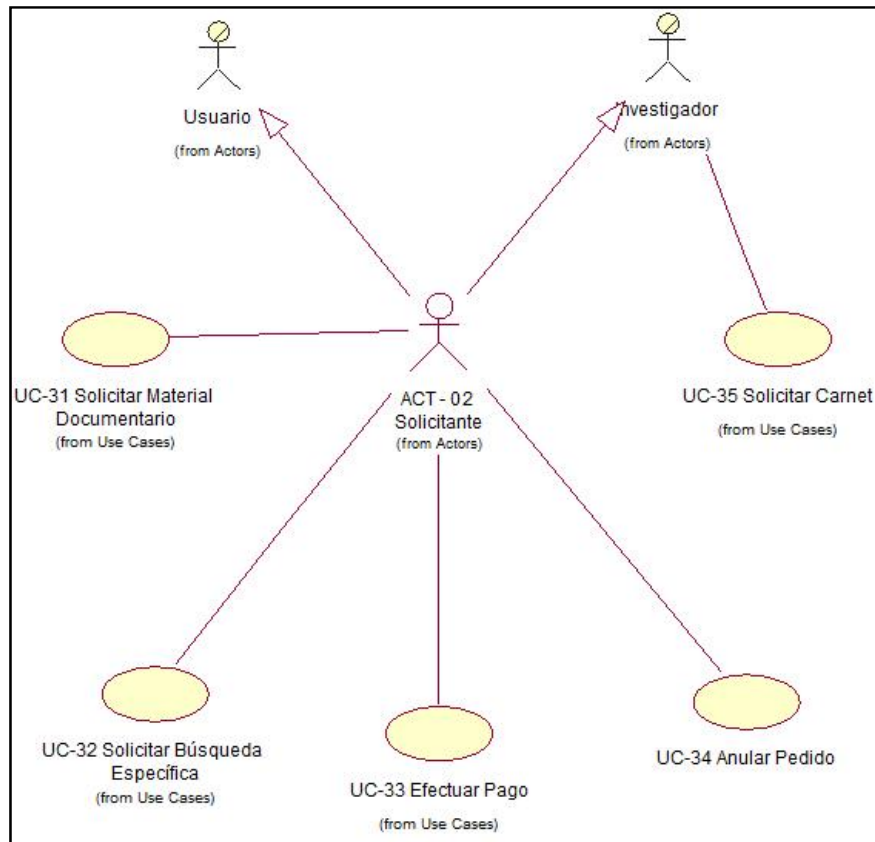 Usuario
(from Actors)
Investigador
(from Actors)
UC-31 Solicitar Material
Documentario
(from Use Cases)
ACT - 02
Solicitante
(from Actors)
UC-35 Solicitar Carnet
(from Use Cases)
UC-32 Solicitar Búsqueda
Específica
(from Use Cases)
UC-33 Efectuar Pago
(from Use Cases)
UC-34 Anular Pedido